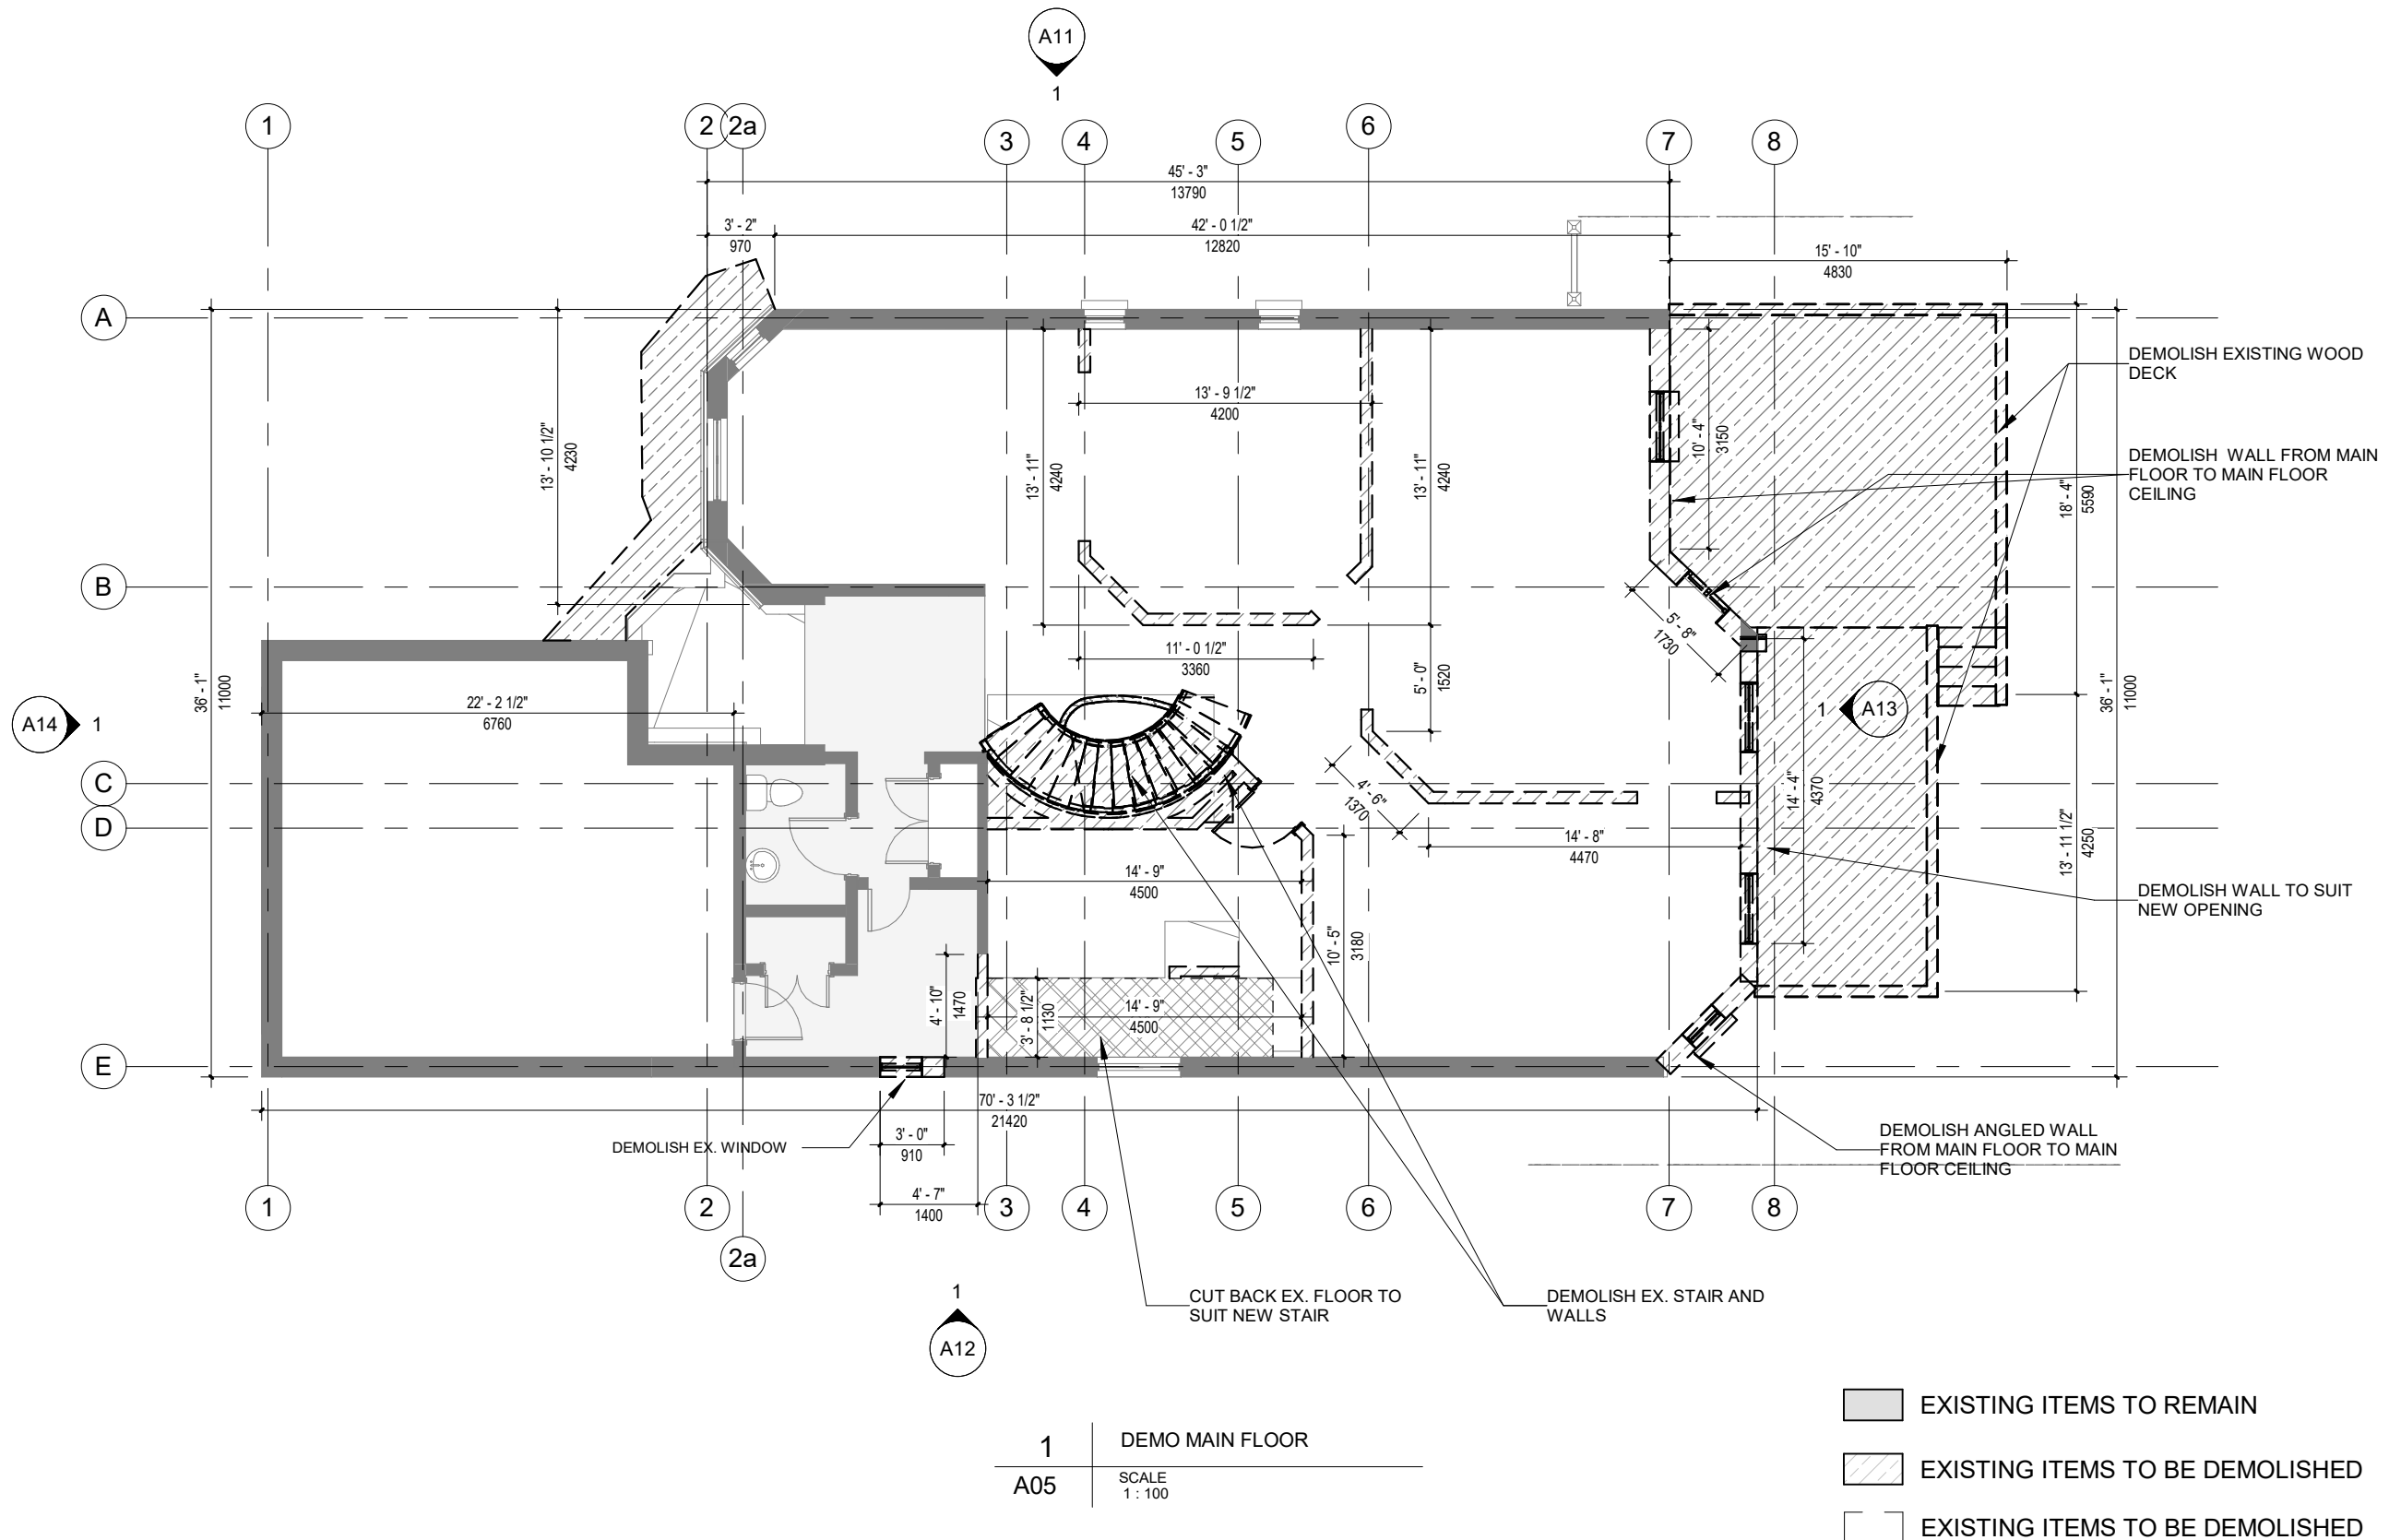 A11
1
1
2
2a
3
4
5
6
7
8
45' - 3"
13790
3' - 2"
970
42' - 0 1/2"
12820
15' - 10"
4830
A
B
C
D
E
36' - 1"
11000
13' - 10 1/2"
4230
13' - 11"
4240
13' - 9 1/2"
4200
13' - 11"
4240
10' - 4"
3150
18' - 4"
5590
36' - 1"
11000
DEMOLISH EXISTING WOOD
DECK
DEMOLISH WALL FROM MAIN
FLOOR TO MAIN FLOOR
CEILING
5' - 8"
1730
11' - 0 1/2"
3360
5' - 0"
1520
22' - 2 1/2"
6760
A14
1
1
A13
4' - 6"
1370
14' - 4"
4370
14' - 8"
4470
13' - 11 1/2"
4250
14' - 9"
4500
10' - 5"
3180
DEMOLISH WALL TO SUIT
NEW OPENING
4' - 10"
1470
3' - 8 1/2"
1130
14' - 9"
4500
70' - 3 1/2"
21420
3' - 0"
910
DEMOLISH EX. WINDOW
4' - 7"
1400
DEMOLISH ANGLED WALL
FROM MAIN FLOOR TO MAIN
FLOOR CEILING
1
2
2a
3
4
5
6
7
8
1
A12
CUT BACK EX. FLOOR TO
SUIT NEW STAIR
DEMOLISH EX. STAIR AND
WALLS
1
DEMO MAIN FLOOR
A05
SCALE
1 : 100
EXISTING ITEMS TO REMAIN
EXISTING ITEMS TO BE DEMOLISHED
EXISTING ITEMS TO BE DEMOLISHED